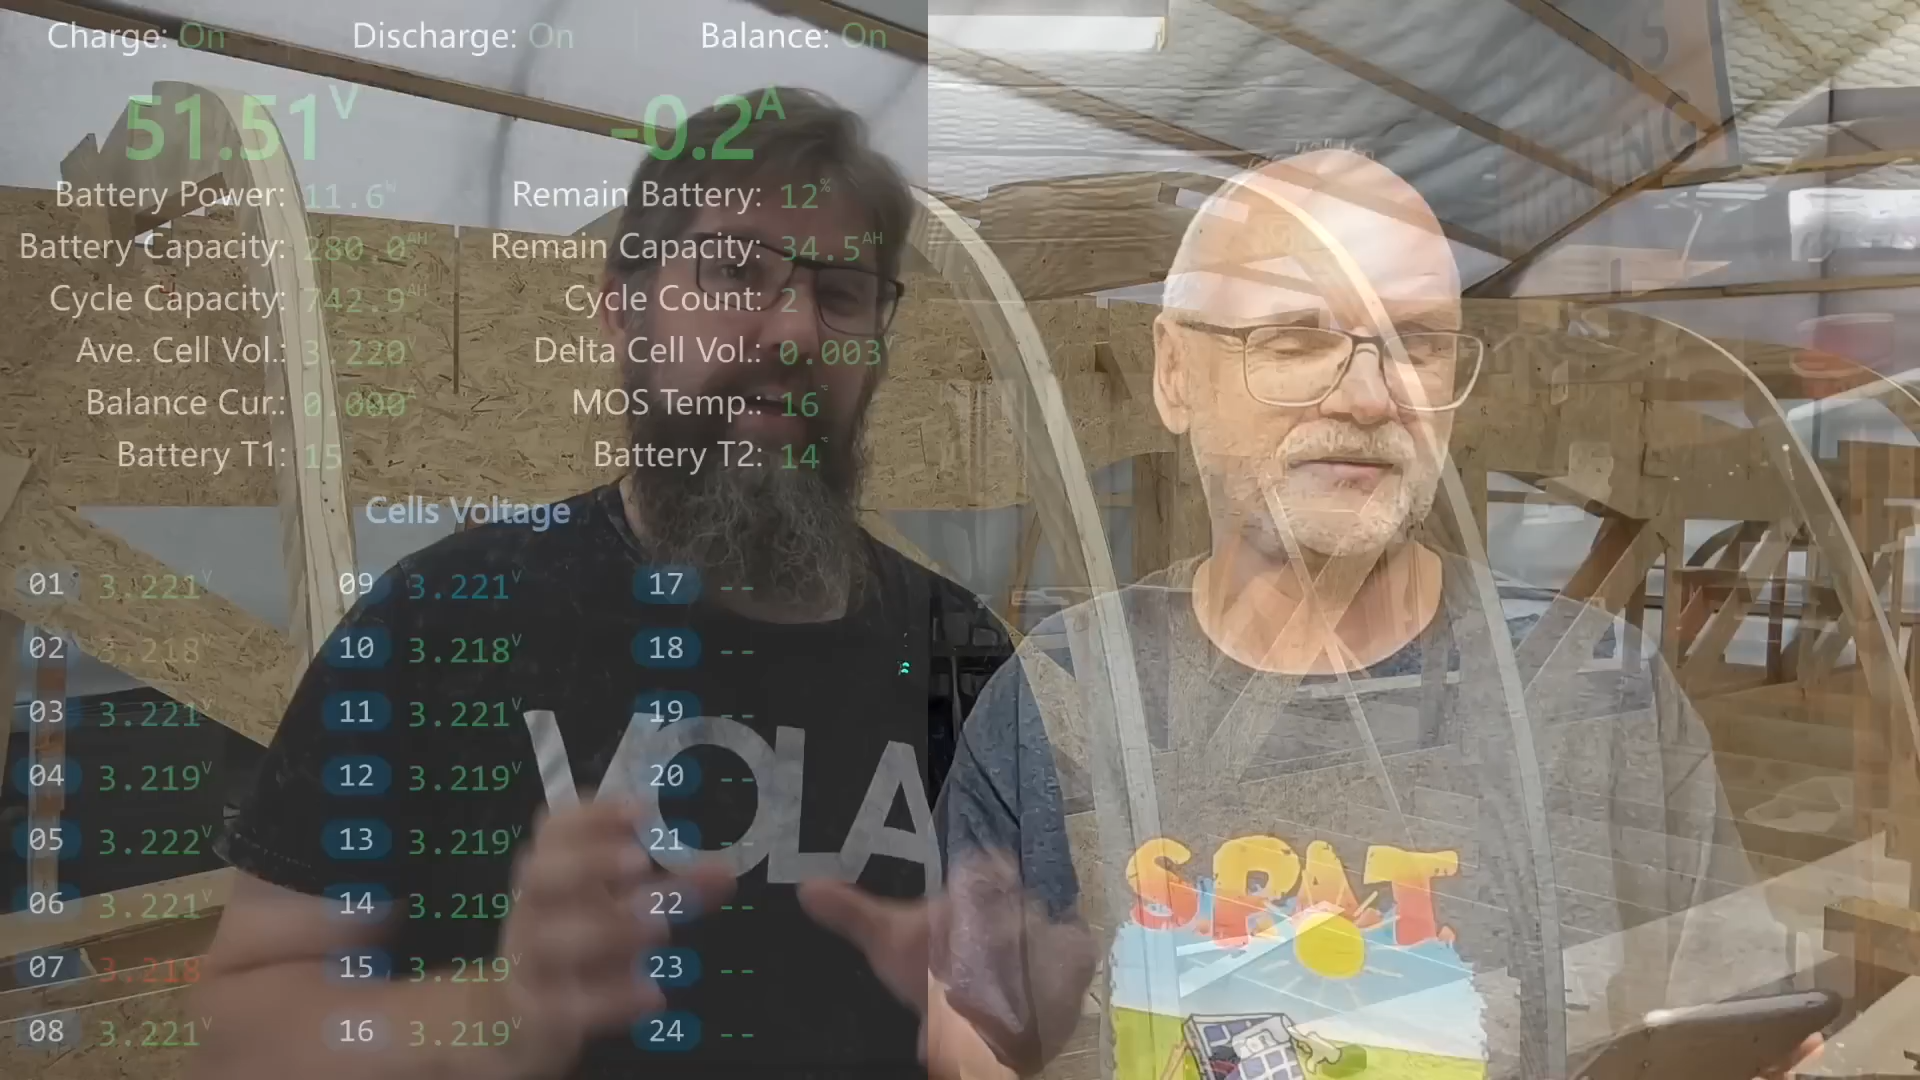 Charge: On Discharge: On Balance: On
51.51V -0.2A
Battery Power: 11.6W Remain Battery: 12%
Battery Capacity: 280.0AH Remain Capacity: 34.5AH
Cycle Capacity: 742.9AH Cycle Count: 2
Ave. Cell Vol.: 3.220V Delta Cell Vol.: 0.003V
Balance Cur.: 0.000A MOS Temp.: 16
Battery T1: 15 Battery T2: 14
Cells Voltage
01 3.221V 09 3.221V 17 --
02 3.218V 10 3.218V 18 --
03 3.221V 11 3.221V 19 --
04 3.219V 12 3.219V 20 --
05 3.222V 13 3.219V 21 --
06 3.221V 14 3.219V 22 --
07 3.218 15 3.219V 23 --
08 3.221V 16 3.219V 24 --
VOLA
S.P.A.T.